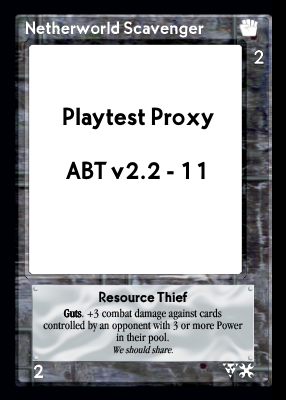 Netherworld Scavenger
2
Playtest Proxy
ABT v2.2 - 11
Resource Thief
Guts. +3 combat damage against cards
controlled by an opponent with 3 or more Power
in their pool.
We should share.
2